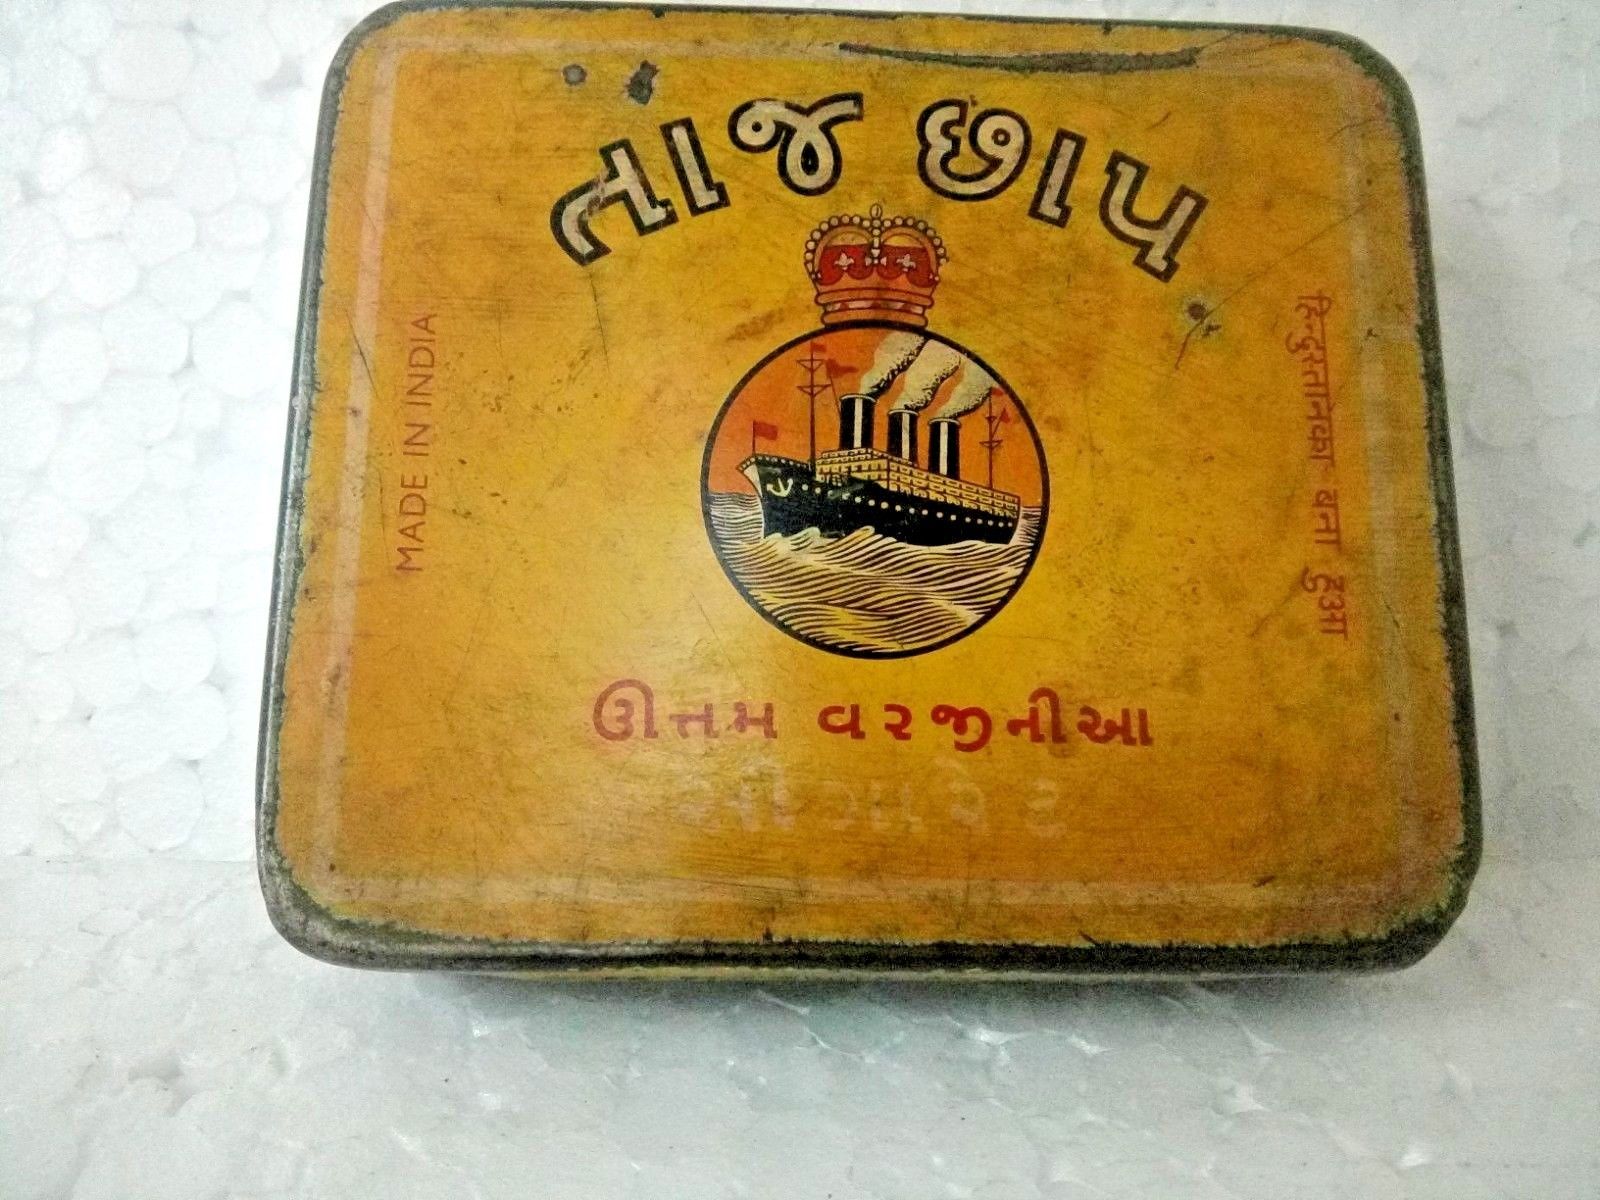 તાજ છાપ
MADE IN INDIA
हिन्दुस्तानका बना हुआ
ઊત્તમ વરજીનીઆ
સીગારેટ